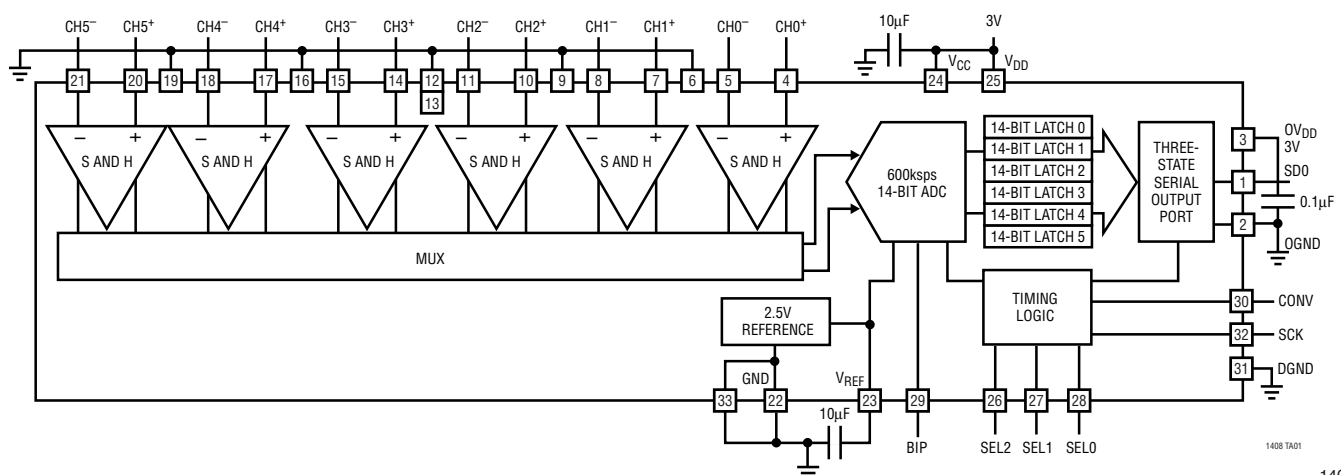 CH5– CH5+ CH4– CH4+ CH3– CH3+ CH2– CH2+ CH1– CH1+ CH0– CH0+ 10µF 3V
21 20 19 18 17 16 15 14 12 11 10 9 8 7 6 5 4 24 VCC 25 VDD
13
– + – + – + – + – + – +
S AND H S AND H S AND H S AND H S AND H S AND H
MUX
600ksps
14-BIT ADC
14-BIT LATCH 0
14-BIT LATCH 1
14-BIT LATCH 2
14-BIT LATCH 3
14-BIT LATCH 4
14-BIT LATCH 5
THREE-
STATE
SERIAL
OUTPUT
PORT
3 OVDD
3V
1 SD0
0.1µF
2
OGND
2.5V
REFERENCE
TIMING
LOGIC
30 CONV
32 SCK
31 DGND
GND VREF
33 22 23 29 26 27 28
10µF
BIP SEL2 SEL1 SEL0
1408 TA01